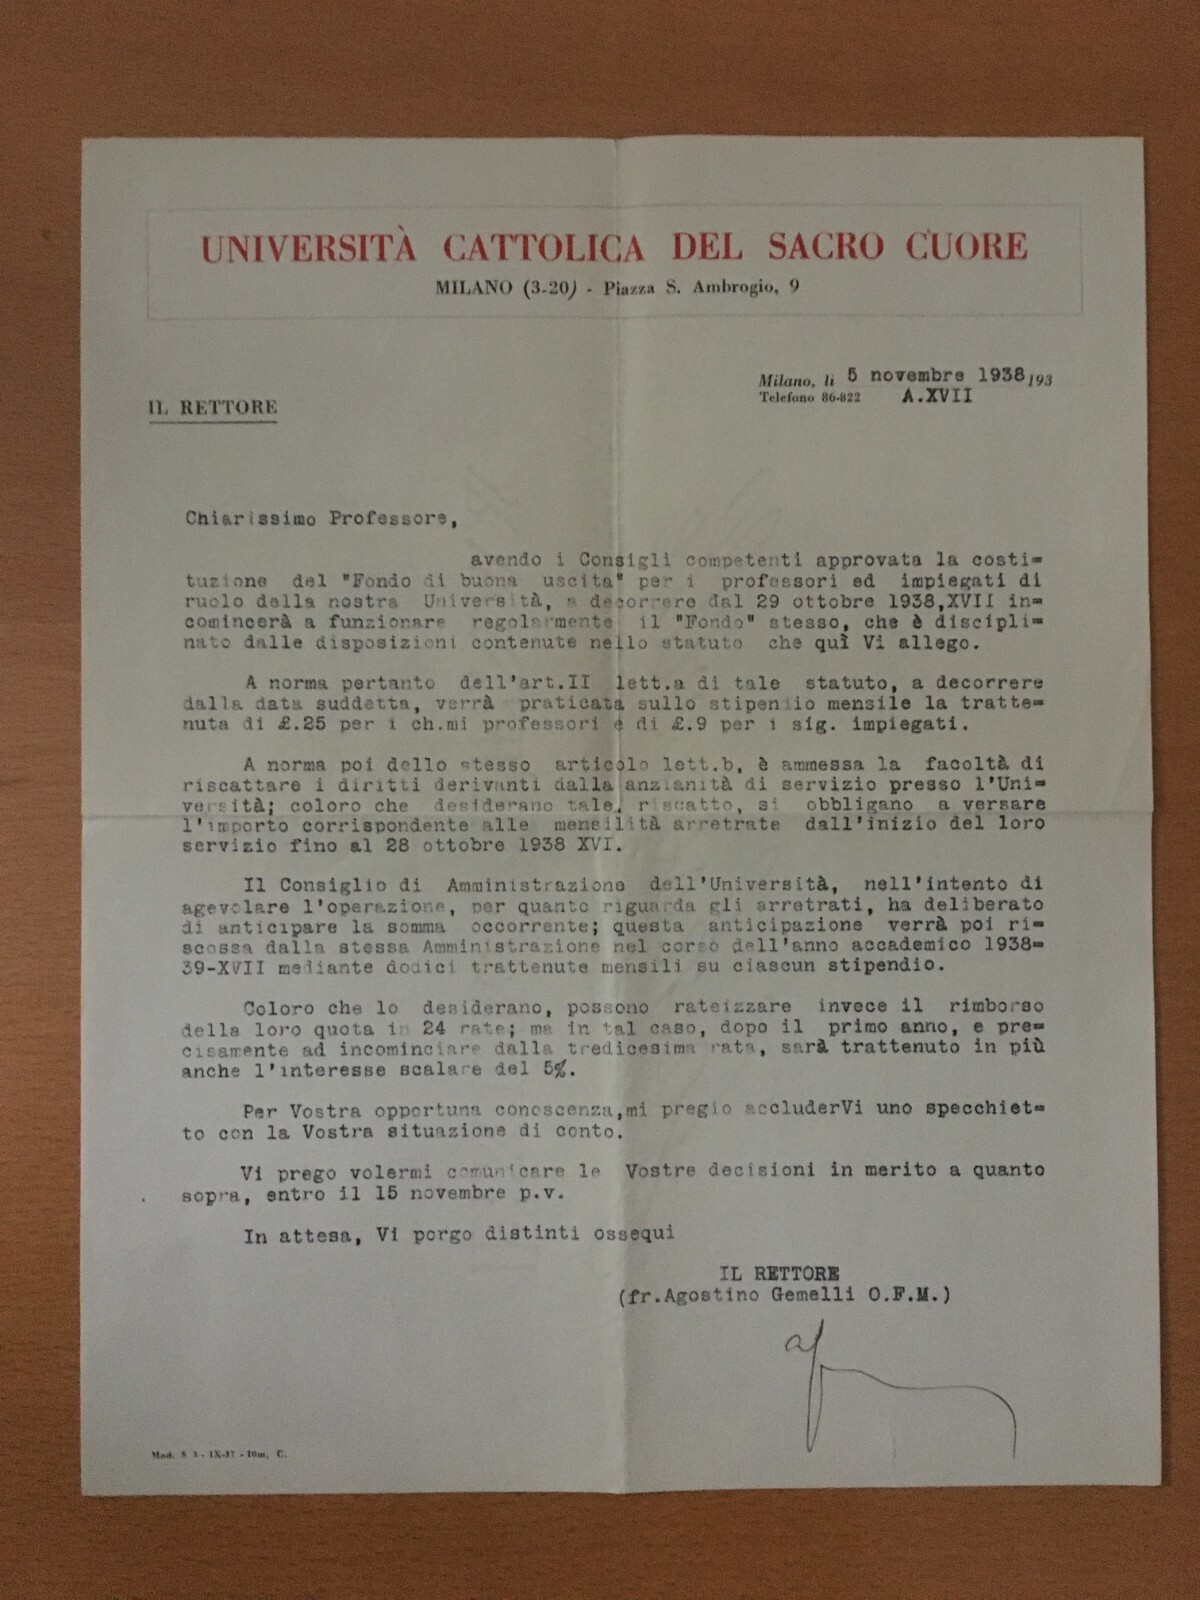 UNIVERSITÀ CATTOLICA DEL SACRO CUORE
MILANO (3-20) - Piazza S. Ambrogio, 9
Milano, li 5 novembre 1938 193
Telefono 86-822 A.XVII
IL RETTORE
Chiarissimo Professore,
avendo i Consigli competenti approvata la costi=
tuzione del "Fondo di buona uscita" per i professori ed impiegati di
ruolo della nostra Università, a decorrere dal 29 ottobre 1938,XVII in=
comincerà a funzionare regolarmente il "Fondo" stesso, che è discipli=
nato dalle disposizioni contenute nello statuto che quì Vi allego.
A norma pertanto dell'art.II lett.a di tale statuto, a decorrere
dalla data suddetta, verrà praticata sullo stipendio mensile la tratte=
nuta di £.25 per i ch.mi professori e di £.9 per i sig. impiegati.
A norma poi dello stesso articolo lett.b, è ammessa la facoltà di
riscattare i diritti derivanti dalla anzianità di servizio presso l'Uni=
versità; coloro che desiderano tale riscatto, si obbligano a versare
l'importo corrispondente alle mensilità arretrate dall'inizio del loro
servizio fino al 28 ottobre 1938 XVI.
Il Consiglio di Amministrazione dell'Università, nell'intento di
agevolare l'operazione, per quanto riguarda gli arretrati, ha deliberato
di anticipare la somma occorrente; questa anticipazione verrà poi ri=
scossa dalla stessa Amministrazione nel corso dell'anno accademico 1938=
39-XVII mediante dodici trattenute mensili su ciascun stipendio.
Coloro che lo desiderano, possono rateizzare invece il rimborso
della loro quota in 24 rate; ma in tal caso, dopo il primo anno, e pre=
cisamente ad incominciare dalla tredicesima rata, sarà trattenuto in più
anche l'interesse scalare del 5%.
Per Vostra opportuna conoscenza,mi pregio accluderVi uno specchiet=
to con la Vostra situazione di conto.
Vi prego volermi comunicare le Vostre decisioni in merito a quanto
sopra, entro il 15 novembre p.v.
In attesa, Vi porgo distinti ossequi
IL RETTORE
(fr.Agostino Gemelli O.F.M.)
Mod. S 3 - IX-37 - 10m, C.